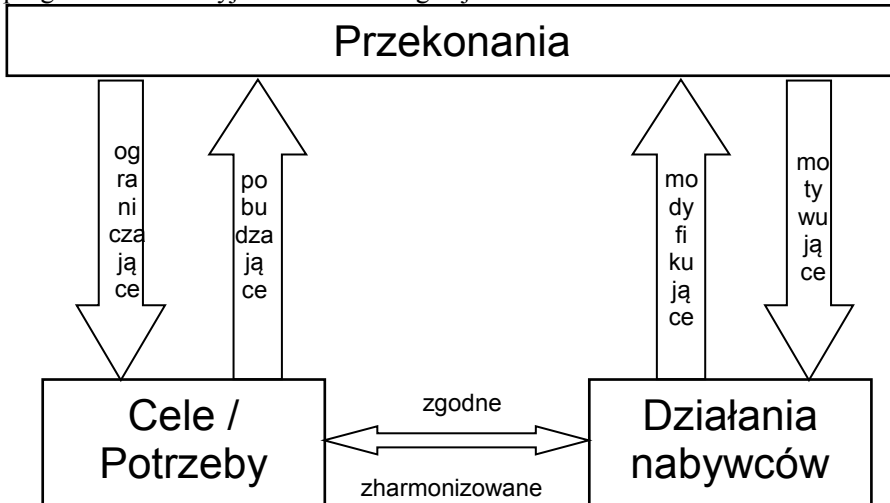 Przekonania
og
ra
ni
cza
ją
ce
po
bu
dza
ją
ce
mo
dy
fi
ku
ją
ce
mo
ty
wu
ją
ce
Cele /
Potrzeby
zgodne
zharmonizowane
Działania
nabywców